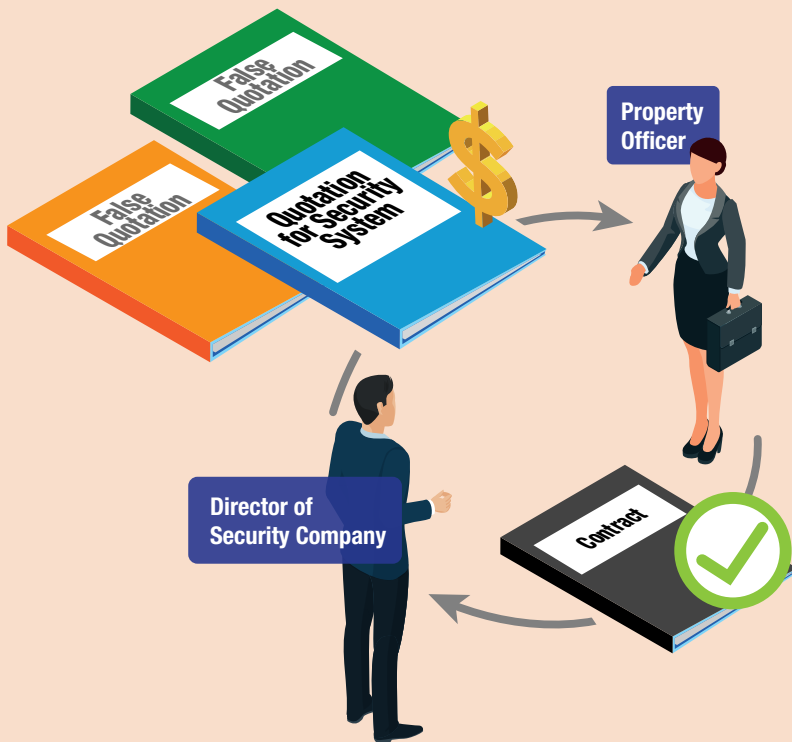 False
Quotation
False
Quotation
Quotation
for Security
System
$
Property
Officer
Director of
Security Company
Contract